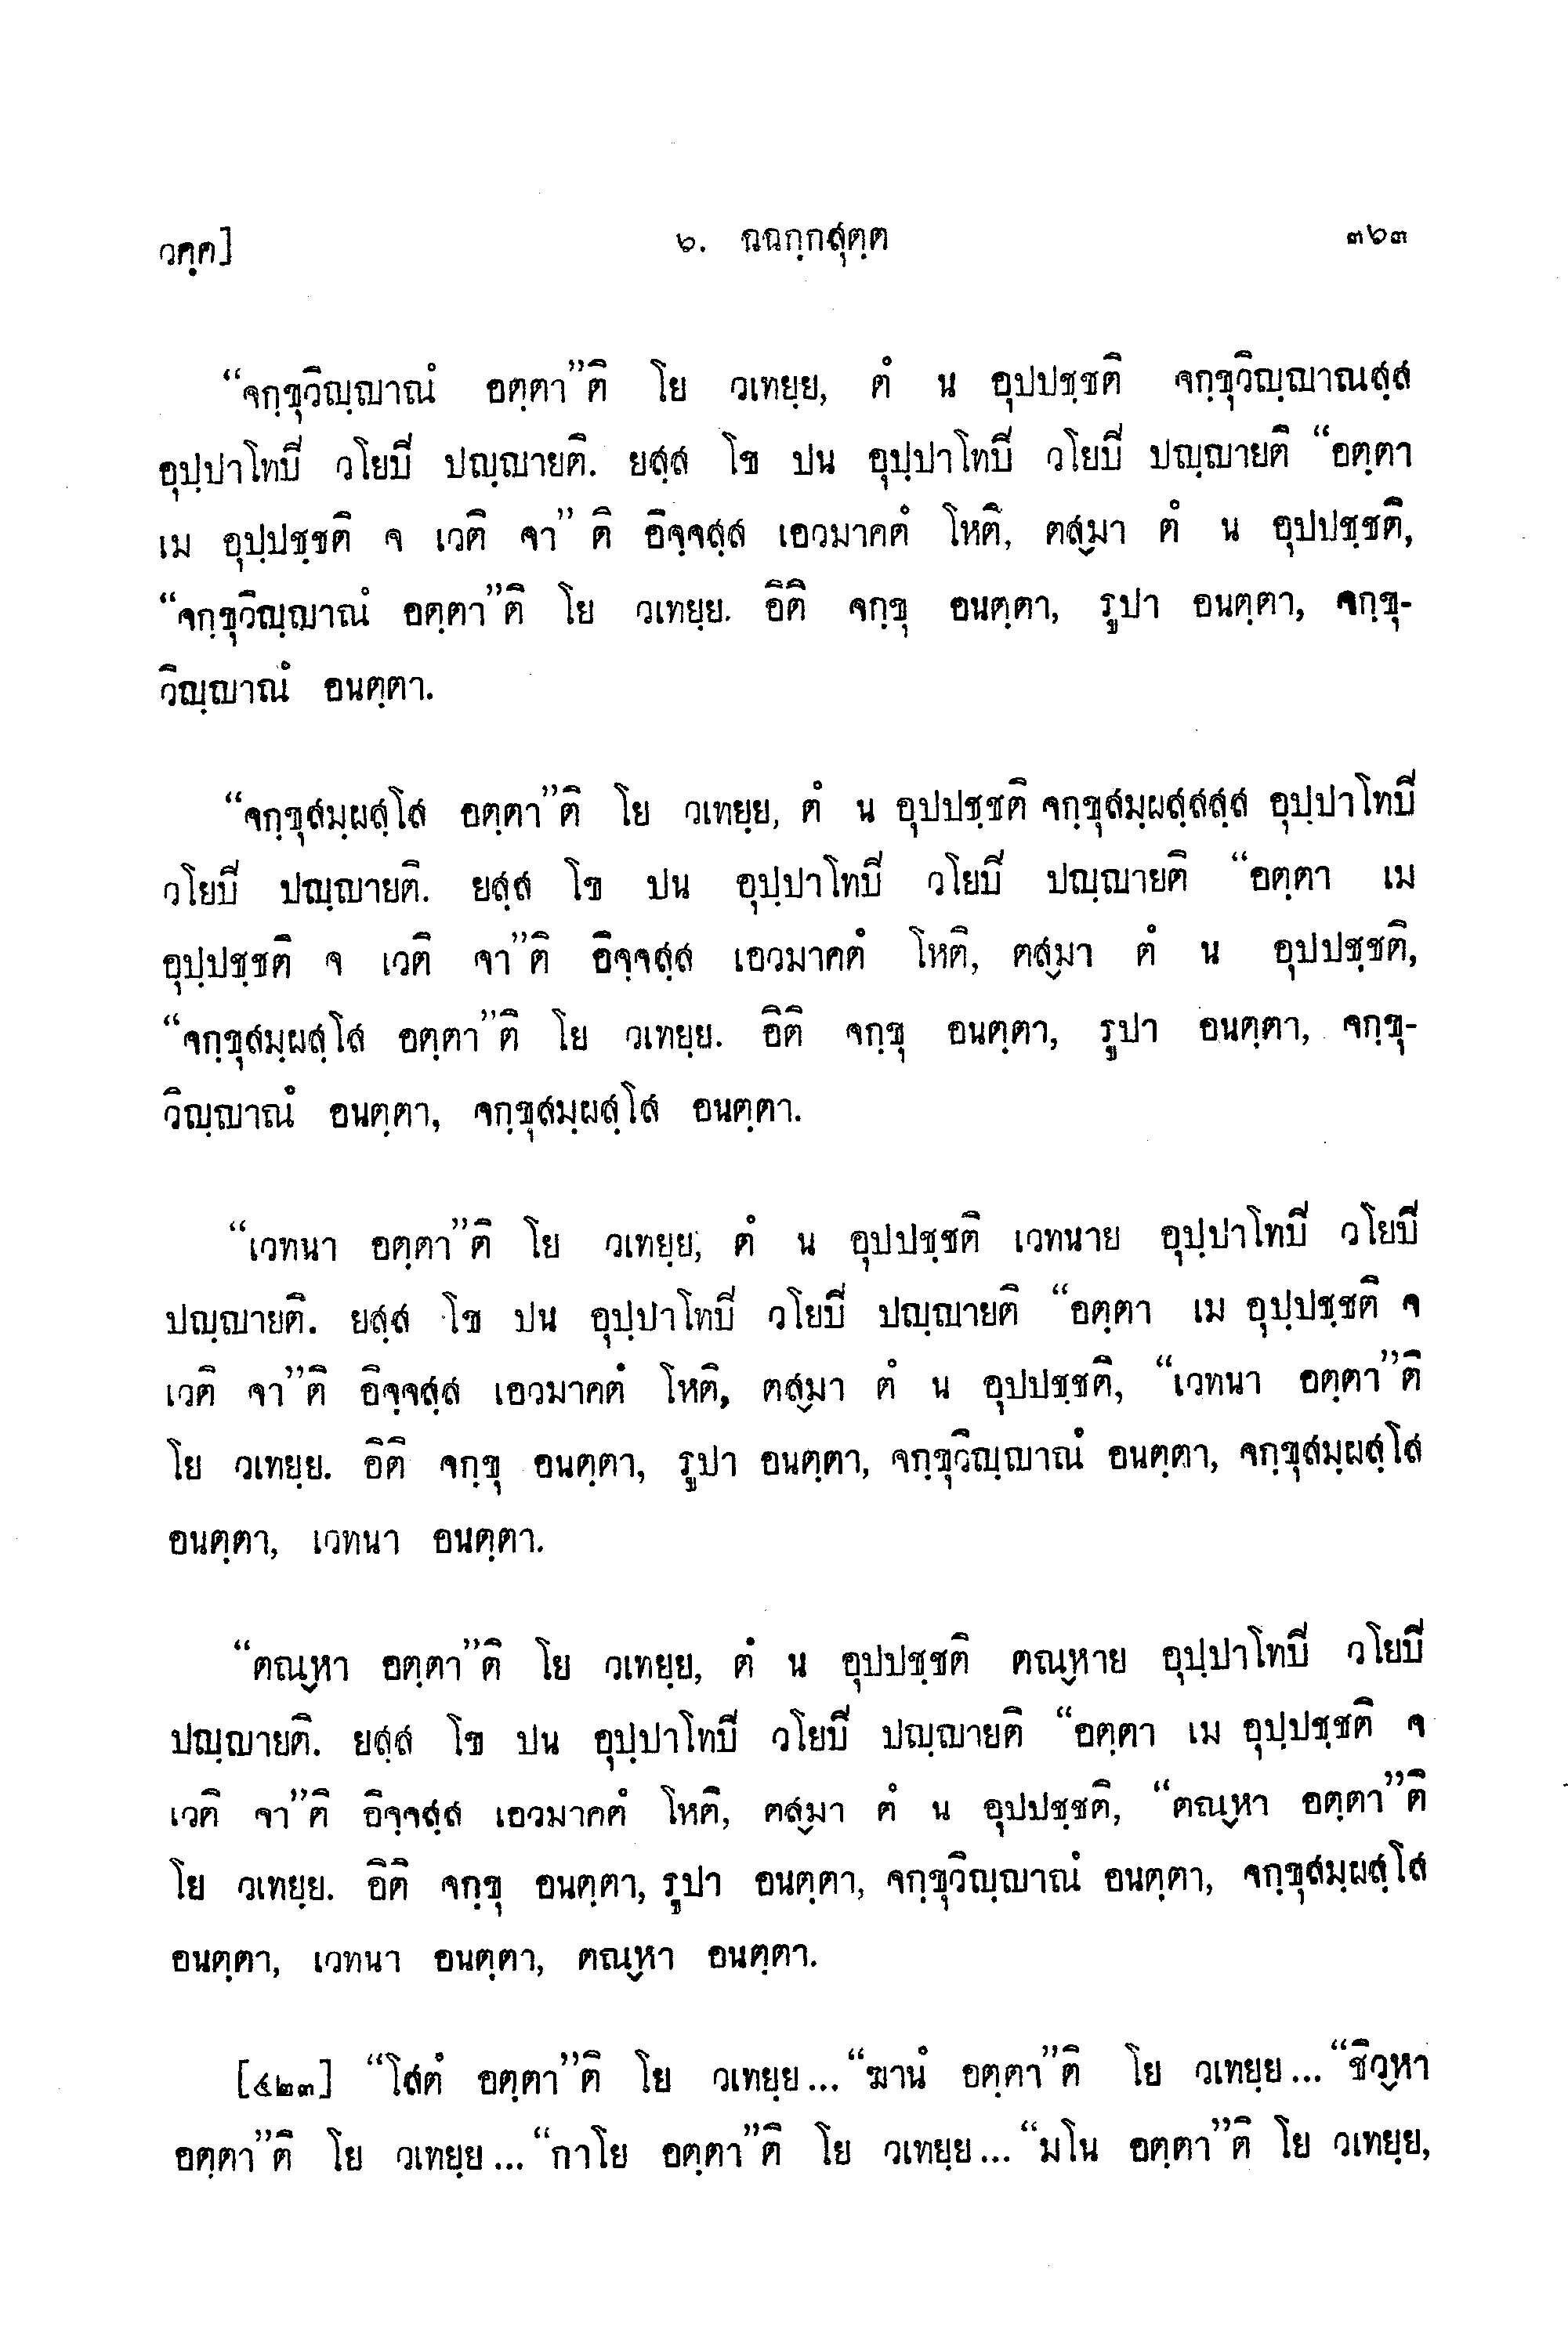 วคฺค]
๖. ฉฉกฺกสุตฺต
๓๖๓
“จกฺขุวิญฺญาณํ อตฺตา”ติ โย วเทยฺย, ตํ น อุปปชฺชติ จกฺขุวิญฺญาณสฺส
อุปฺปาโทปิ วโยปิ ปญฺญายติ. ยสฺส โข ปน อุปฺปาโทปิ วโยปิ ปญฺญายติ “อตฺตา
เม อุปฺปชฺชติ จ เวติ จา” ติ อิจฺจสฺส เอวมาคตํ โหติ, ตสฺมา ตํ น อุปปชฺชติ,
“จกฺขุวิญฺญาณํ อตฺตา”ติ โย วเทยฺย. อิติ จกฺขุ อนตฺตา, รูปา อนตฺตา, จกฺขุ-
วิญฺญาณํ อนตฺตา.
“จกฺขุสมฺผสฺโส อตฺตา”ติ โย วเทยฺย, ตํ น อุปปชฺชติ จกฺขุสมฺผสฺสสฺส อุปฺปาโทปิ
วโยปิ ปญฺญายติ. ยสฺส โข ปน อุปฺปาโทปิ วโยปิ ปญฺญายติ “อตฺตา เม
อุปฺปชฺชติ จ เวติ จา”ติ อิจฺจสฺส เอวมาคตํ โหติ, ตสฺมา ตํ น อุปปชฺชติ,
“จกฺขุสมฺผสฺโส อตฺตา”ติ โย วเทยฺย. อิติ จกฺขุ อนตฺตา, รูปา อนตฺตา, จกฺขุ-
วิญฺญาณํ อนตฺตา, จกฺขุสมฺผสฺโส อนตฺตา.
“เวทนา อตฺตา”ติ โย วเทยฺย, ตํ น อุปปชฺชติ เวทนาย อุปฺปาโทปิ วโยปิ
ปญฺญายติ. ยสฺส โข ปน อุปฺปาโทปิ วโยปิ ปญฺญายติ “อตฺตา เม อุปฺปชฺชติ จ
เวติ จา”ติ อิจฺจสฺส เอวมาคตํ โหติ, ตสฺมา ตํ น อุปปชฺชติ, “เวทนา อตฺตา”ติ
โย วเทยฺย. อิติ จกฺขุ อนตฺตา, รูปา อนตฺตา, จกฺขุวิญฺญาณํ อนตฺตา, จกฺขุสมฺผสฺโส
อนตฺตา, เวทนา อนตฺตา.
“ตณฺหา อตฺตา”ติ โย วเทยฺย, ตํ น อุปปชฺชติ ตณฺหาย อุปฺปาโทปิ วโยปิ
ปญฺญายติ. ยสฺส โข ปน อุปฺปาโทปิ วโยปิ ปญฺญายติ “อตฺตา เม อุปฺปชฺชติ จ
เวติ จา”ติ อิจฺจสฺส เอวมาคตํ โหติ, ตสฺมา ตํ น อุปปชฺชติ, “ตณฺหา อตฺตา”ติ
โย วเทยฺย. อิติ จกฺขุ อนตฺตา, รูปา อนตฺตา, จกฺขุวิญฺญาณํ อนตฺตา, จกฺขุสมฺผสฺโส
อนตฺตา, เวทนา อนตฺตา, ตณฺหา อนตฺตา.
[๔๒๓] “โสตํ อตฺตา”ติ โย วเทยฺย... “ฆานํ อตฺตา”ติ โย วเทยฺย... “ชิวฺหา
อตฺตา”ติ โย วเทยฺย... “กาโย อตฺตา”ติ โย วเทยฺย... “มโน อตฺตา”ติ โย วเทยฺย,